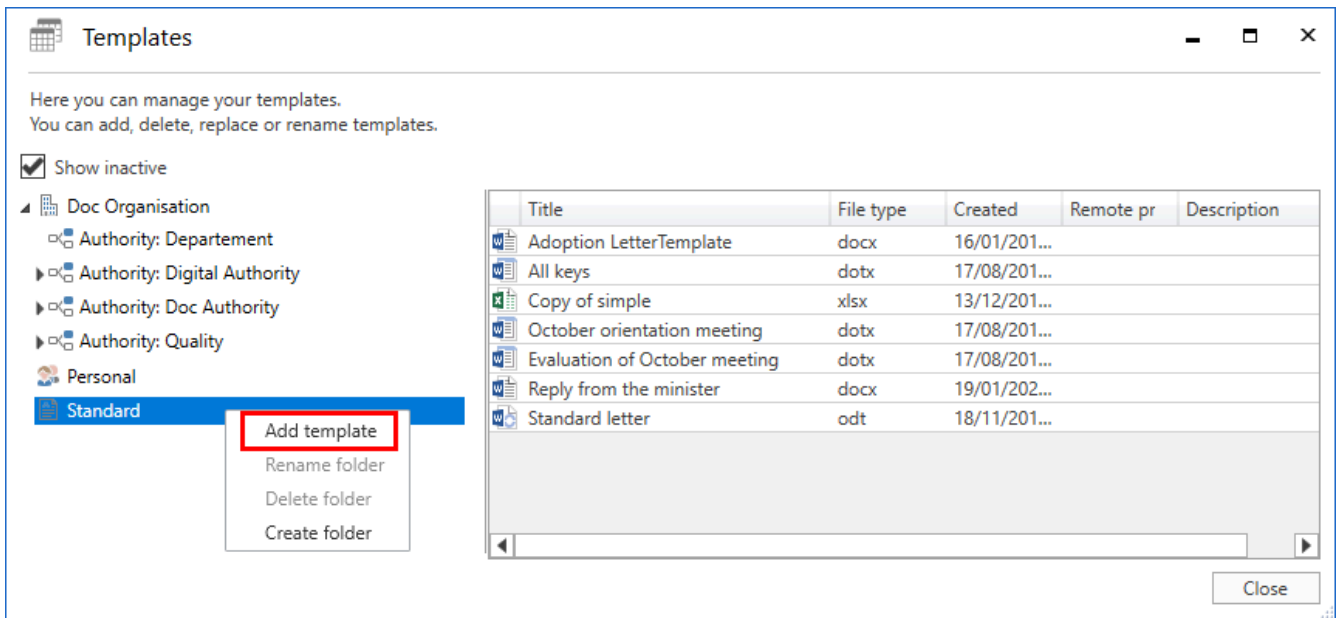 Templates
Here you can manage your templates.
You can add, delete, replace or rename templates.
Show inactive
Doc Organisation
Authority: Departement
Authority: Digital Authority
Authority: Doc Authority
Authority: Quality
Personal
Standard
Add template
Rename folder
Delete folder
Create folder
Title File type Created Remote pr Description
Adoption LetterTemplate docx 16/01/201...
All keys dotx 17/08/201...
Copy of simple xlsx 13/12/201...
October orientation meeting dotx 17/08/201...
Evaluation of October meeting dotx 17/08/201...
Reply from the minister docx 19/01/202...
Standard letter odt 18/11/201...
Close